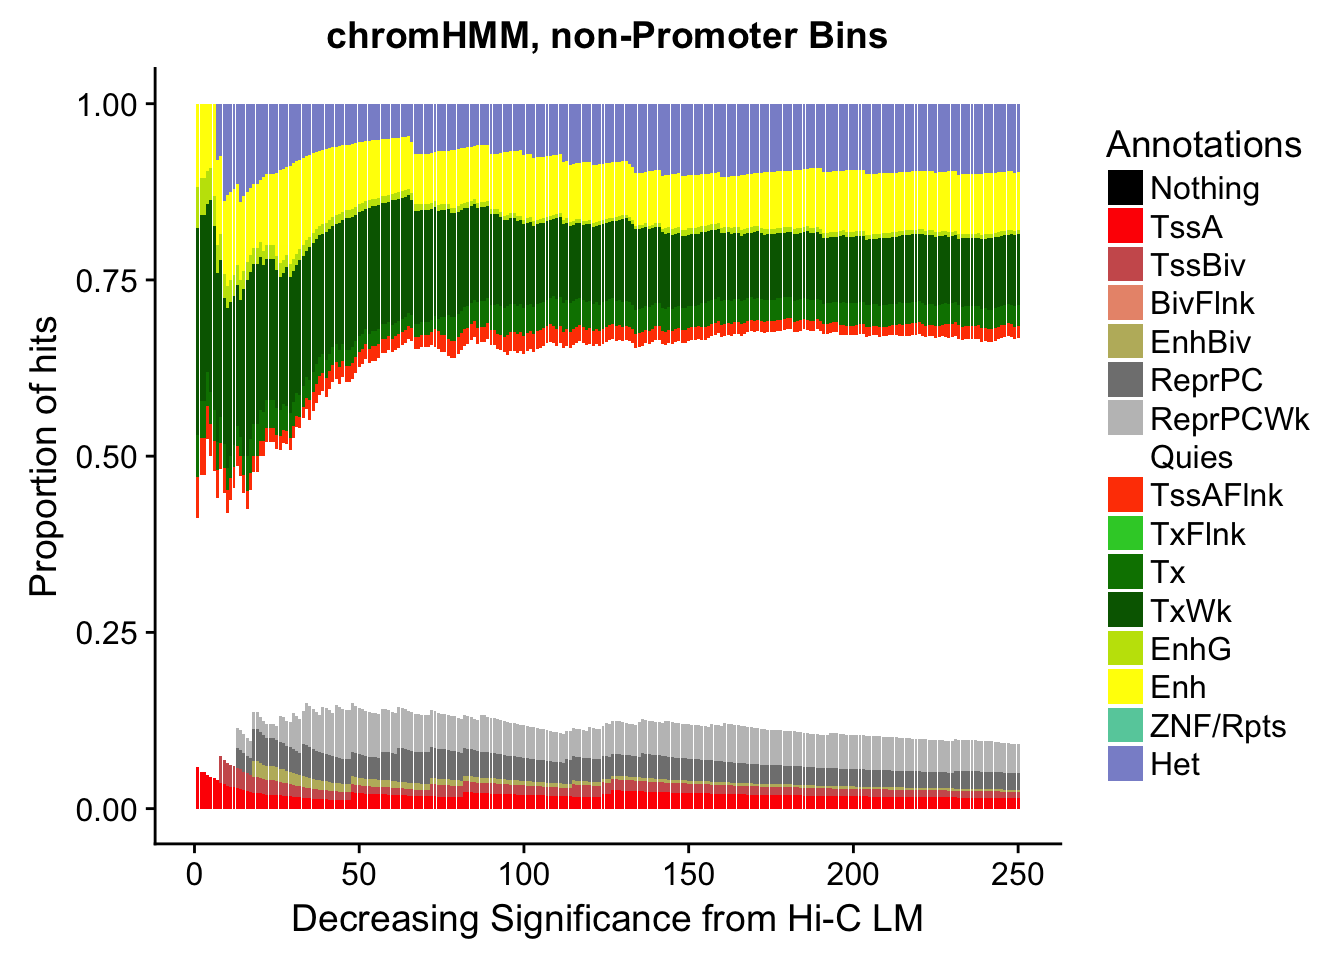 chromHMM, non-Promoter Bins
Proportion of hits
1.00
0.75
0.50
0.25
0.00
0 50 100 150 200 250
Decreasing Significance from Hi-C LM
Annotations
Nothing
TssA
TssBiv
BivFlnk
EnhBiv
ReprPC
ReprPCWk
Quies
TssAFlnk
TxFlnk
Tx
TxWk
EnhG
Enh
ZNF/Rpts
Het